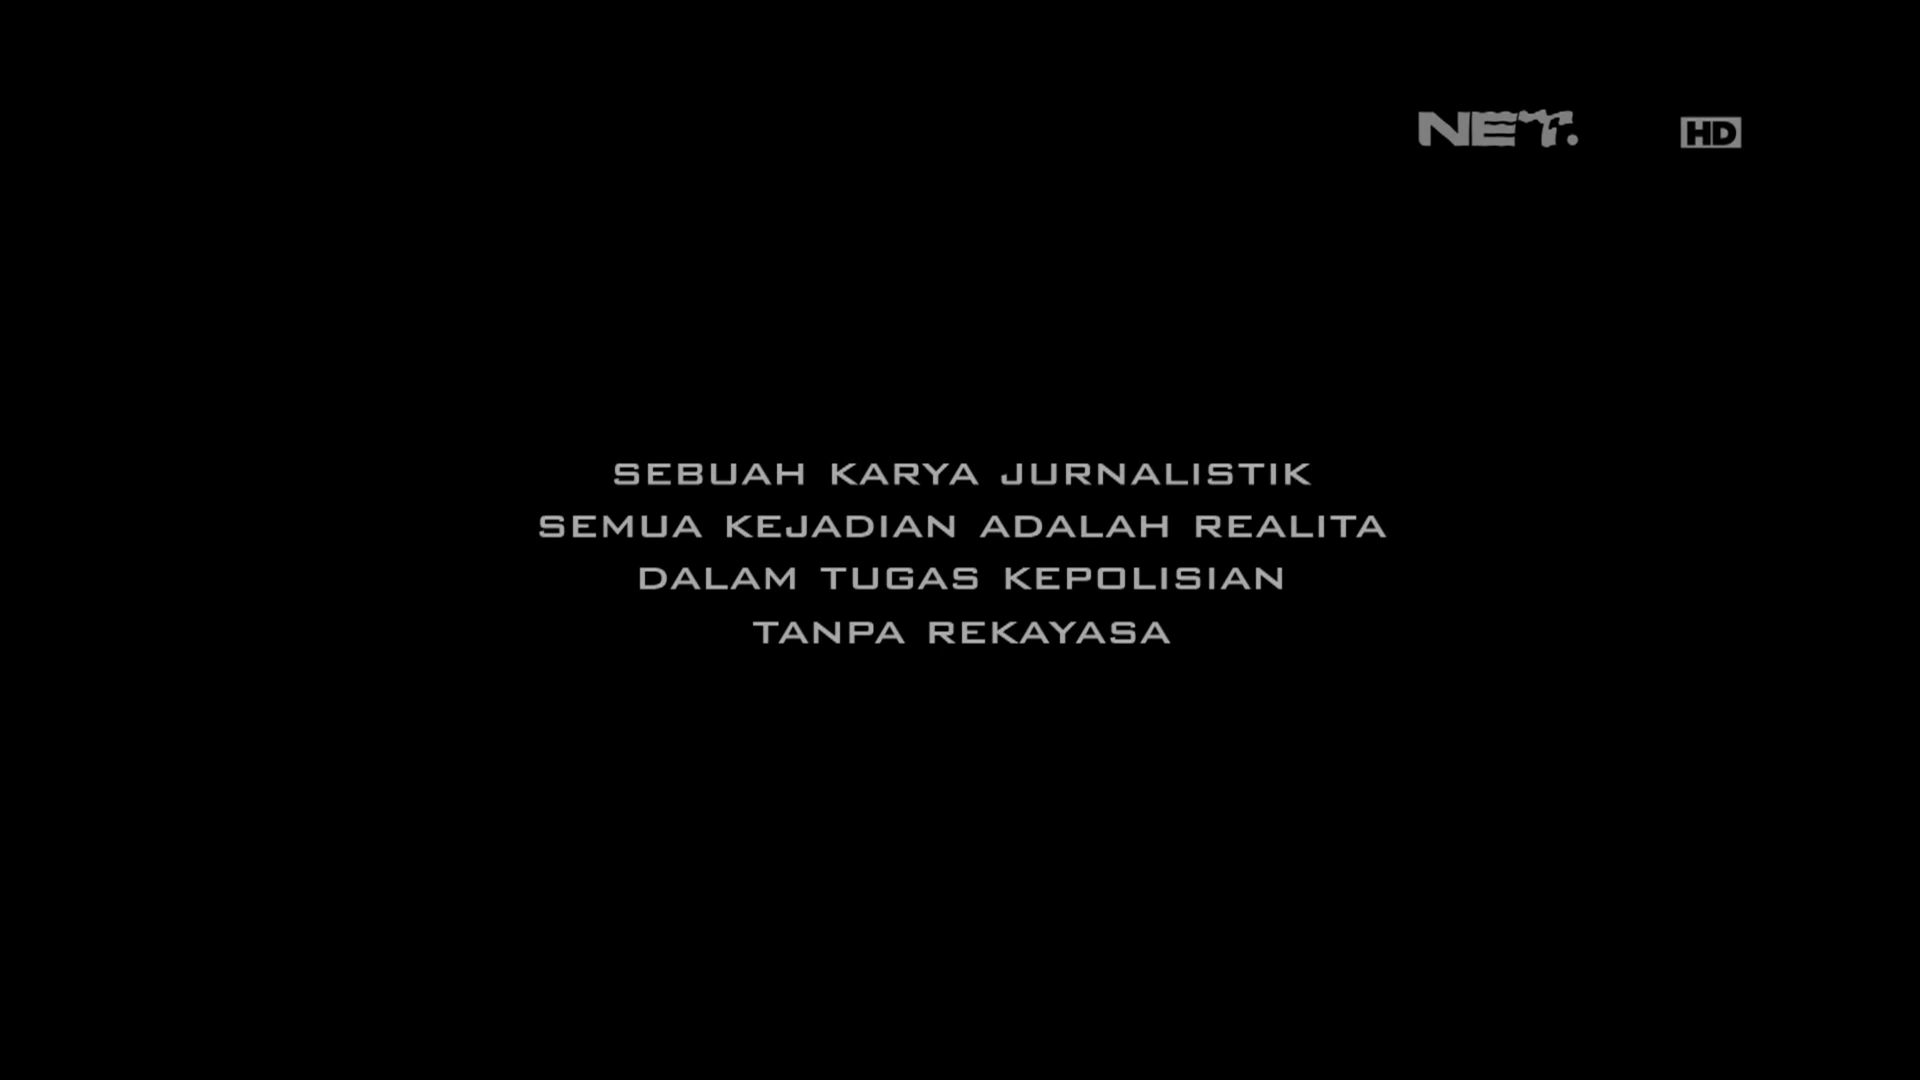 NET.
HD
SEBUAH KARYA JURNALISTIK
SEMUA KEJADIAN ADALAH REALITA
DALAM TUGAS KEPOLISIAN
TANPA REKAYASA